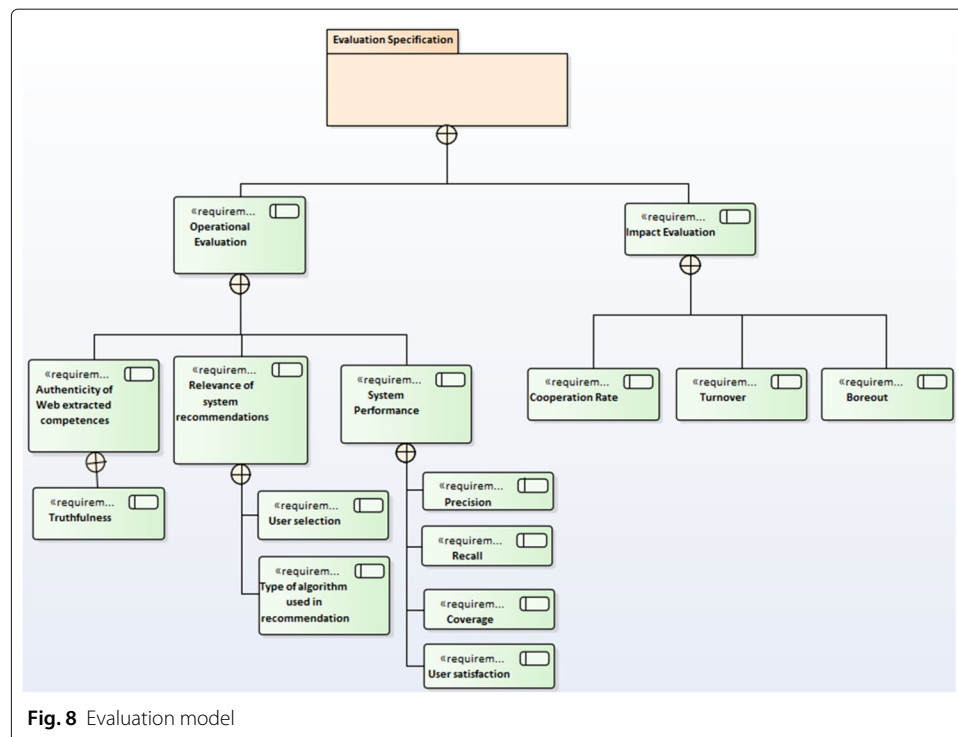 Evaluation Specification
«requirem...
Operational
Evaluation
«requirem...
Impact Evaluation
«requirem...
Authenticity of
Web extracted
competences
«requirem...
Relevance of
system
recommendations
«requirem...
System
Performance
«requirem...
Cooperation Rate
«requirem...
Turnover
«requirem...
Boreout
«requirem...
Truthfulness
«requirem...
User selection
«requirem...
Type of algorithm
used in
recommendation
«requirem...
Precision
«requirem...
Recall
«requirem...
Coverage
«requirem...
User satisfaction
Fig. 8 Evaluation model